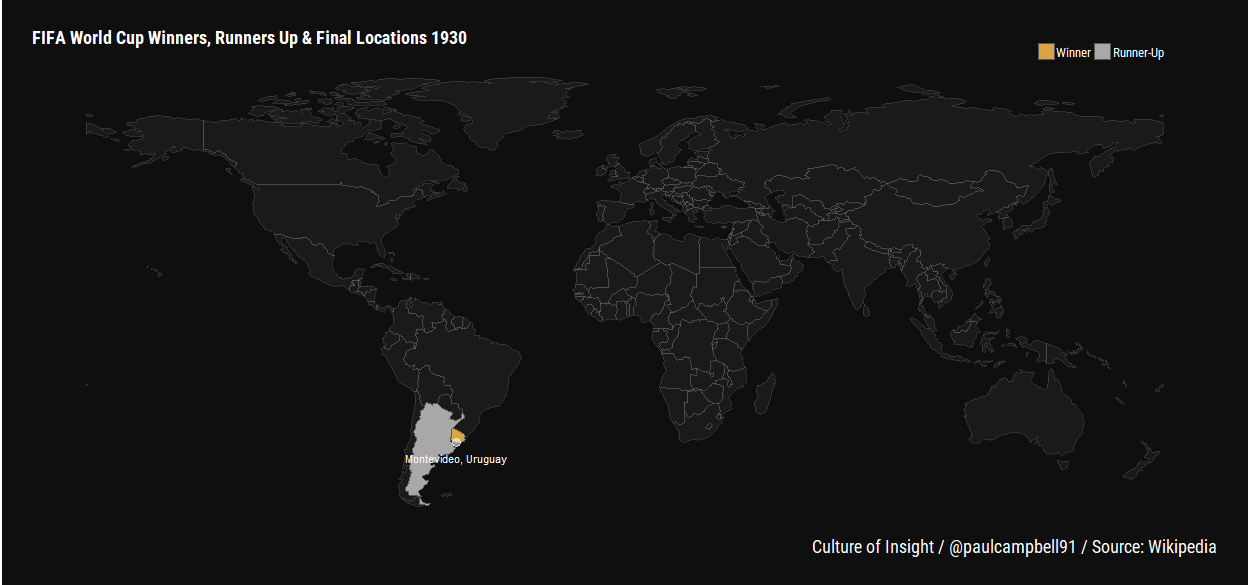 FIFA World Cup Winners, Runners Up & Final Locations 1930
Winner Runner-Up
Montevideo, Uruguay
Culture of Insight / @paulcampbell91 / Source: Wikipedia